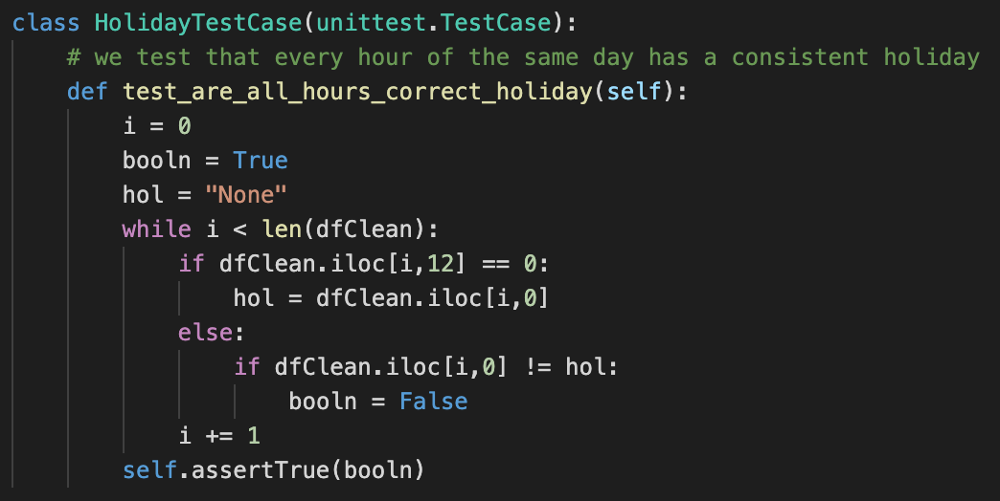 class HolidayTestCase(unittest.TestCase):
    # we test that every hour of the same day has a consistent holiday
    def test_are_all_hours_correct_holiday(self):
        i = 0
        booln = True
        hol = "None"
        while i < len(dfClean):
            if dfClean.iloc[i,12] == 0:
                hol = dfClean.iloc[i,0]
            else:
                if dfClean.iloc[i,0] != hol:
                    booln = False
            i += 1
        self.assertTrue(booln)